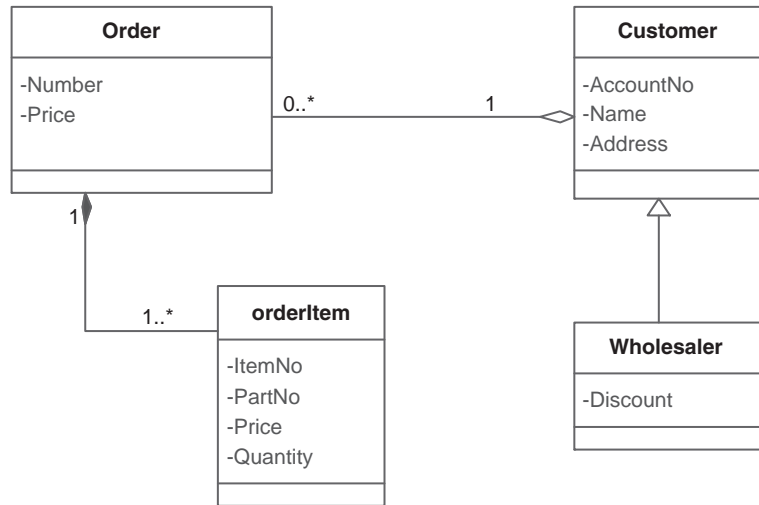 Order
-Number
-Price
0..*
1
Customer
-AccountNo
-Name
-Address
1
1..*
orderItem
-ItemNo
-PartNo
-Price
-Quantity
Wholesaler
-Discount